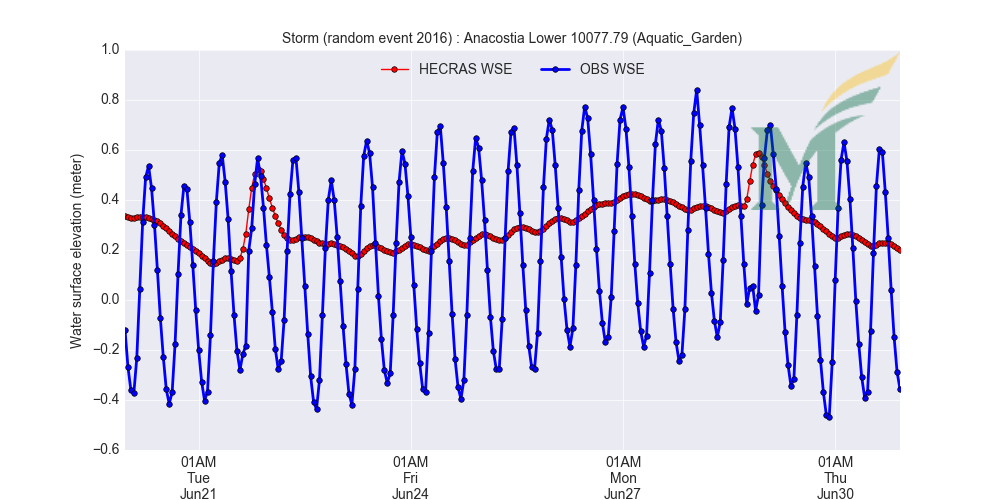 Storm (random event 2016) : Anacostia Lower 10077.79 (Aquatic_Garden)
HECRAS WSE
OBS WSE
Water surface elevation (meter)
1.0
0.8
0.6
0.4
0.2
0.0
−0.2
−0.4
−0.6
01AM
Tue
Jun21
01AM
Fri
Jun24
01AM
Mon
Jun27
01AM
Thu
Jun30
M